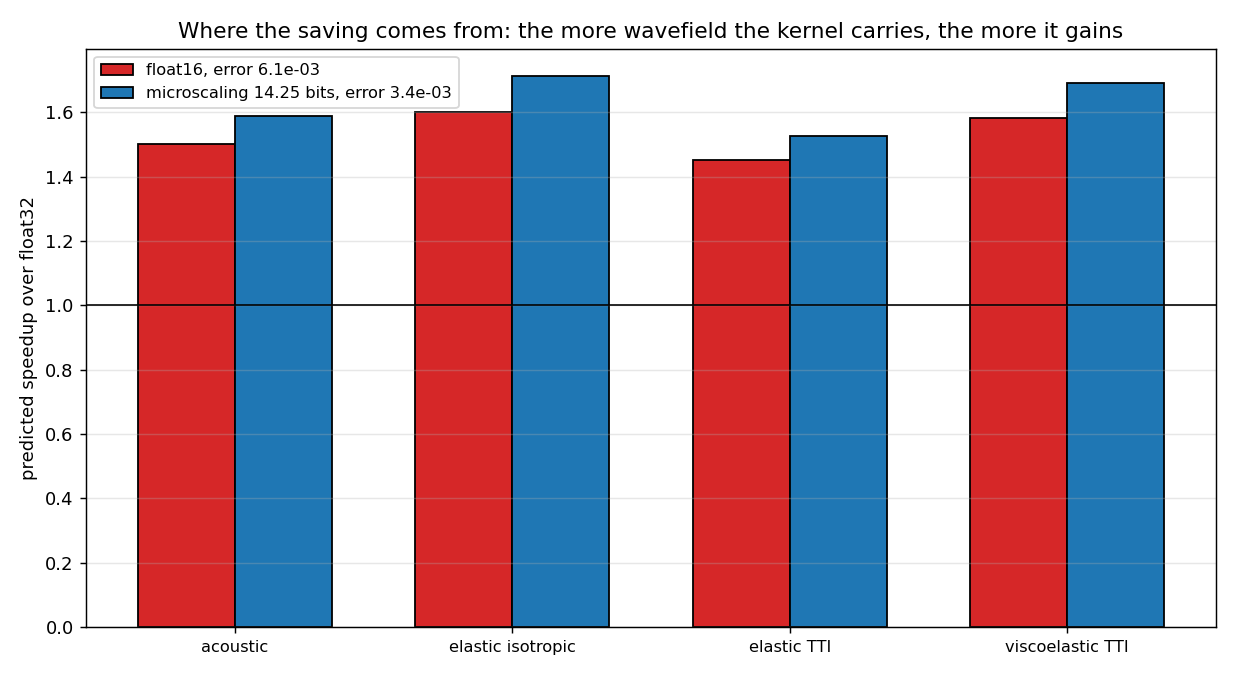 Where the saving comes from: the more wavefield the kernel carries, the more it gains
float16, error 6.1e-03
microscaling 14.25 bits, error 3.4e-03
predicted speedup over float32
1.6
1.4
1.2
1.0
0.8
0.6
0.4
0.2
0.0
acoustic
elastic isotropic
elastic TTI
viscoelastic TTI